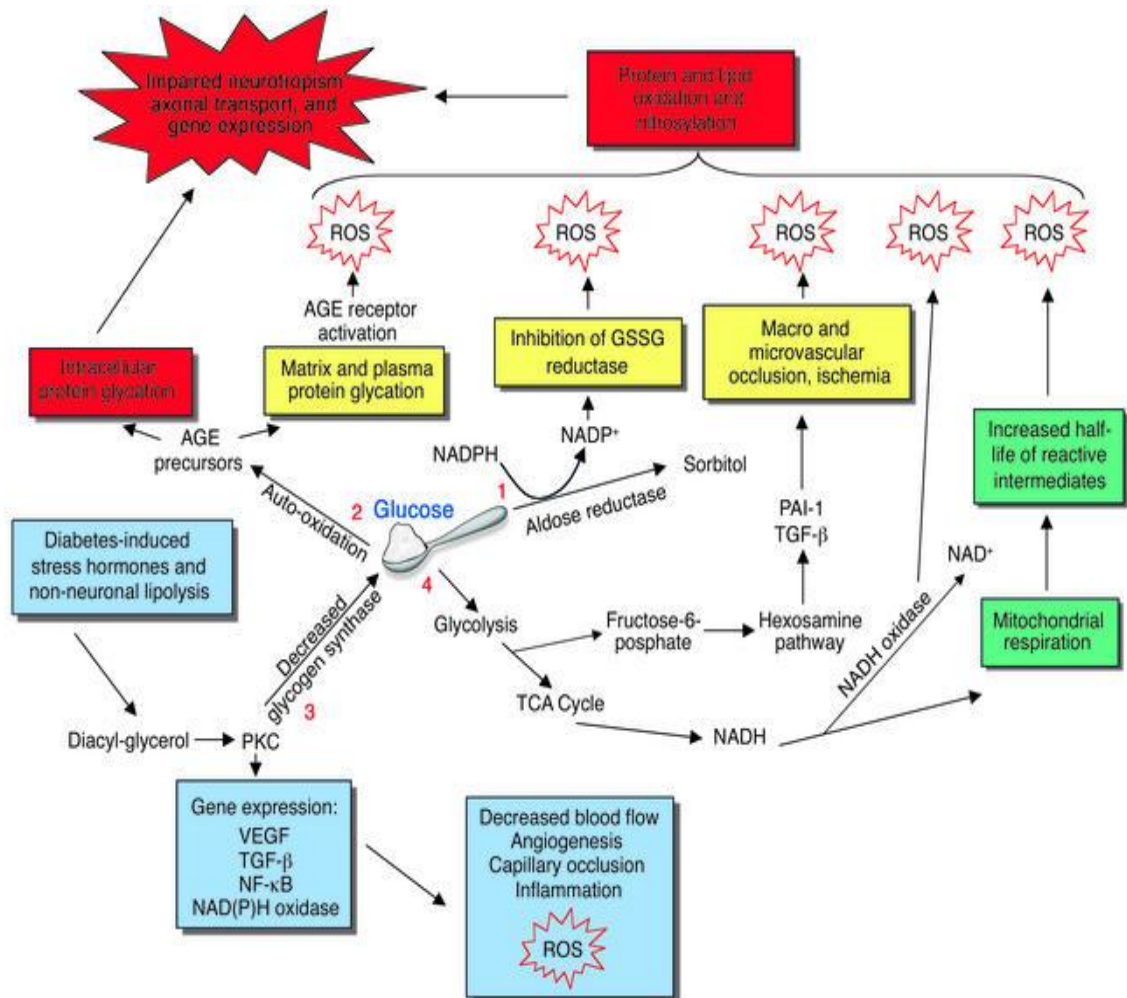 Impaired neurotropism
axonal transport, and
gene expression
Protein and lipid
oxidation and
nitrosylation
ROS
ROS
ROS
ROS
ROS
AGE receptor
activation
Intracellular
protein glycation
Matrix and plasma
protein glycation
Inhibition of GSSG
reductase
Macro and
microvascular
occlusion, ischemia
Increased half-
life of reactive
intermediates
AGE
precursors
NADPH
NADP+
Sorbitol
1
Aldose reductase
2
Glucose
Auto-oxidation
4
PAI-1
TGF-β
NAD+
Diabetes-induced
stress hormones and
non-neuronal lipolysis
Decreased
glycogen synthase
3
Glycolysis
Fructose-6-
posphate
Hexosamine
pathway
NADH oxidase
Mitochondrial
respiration
TCA Cycle
NADH
Diacyl-glycerol
PKC
Gene expression:
VEGF
TGF-β
NF-κB
NAD(P)H oxidase
Decreased blood flow
Angiogenesis
Capillary occlusion
Inflammation
ROS